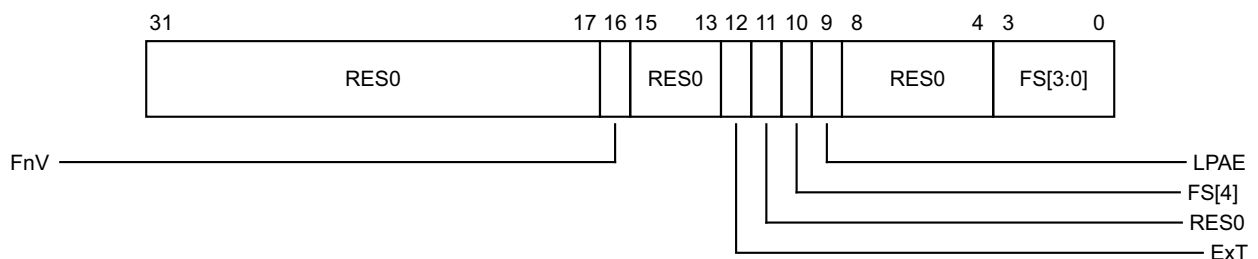 31 17 16 15 13 12 11 10 9 8 4 3 0
RES0 RES0 RES0 FS[3:0]
FnV LPAE
FS[4]
RES0
ExT